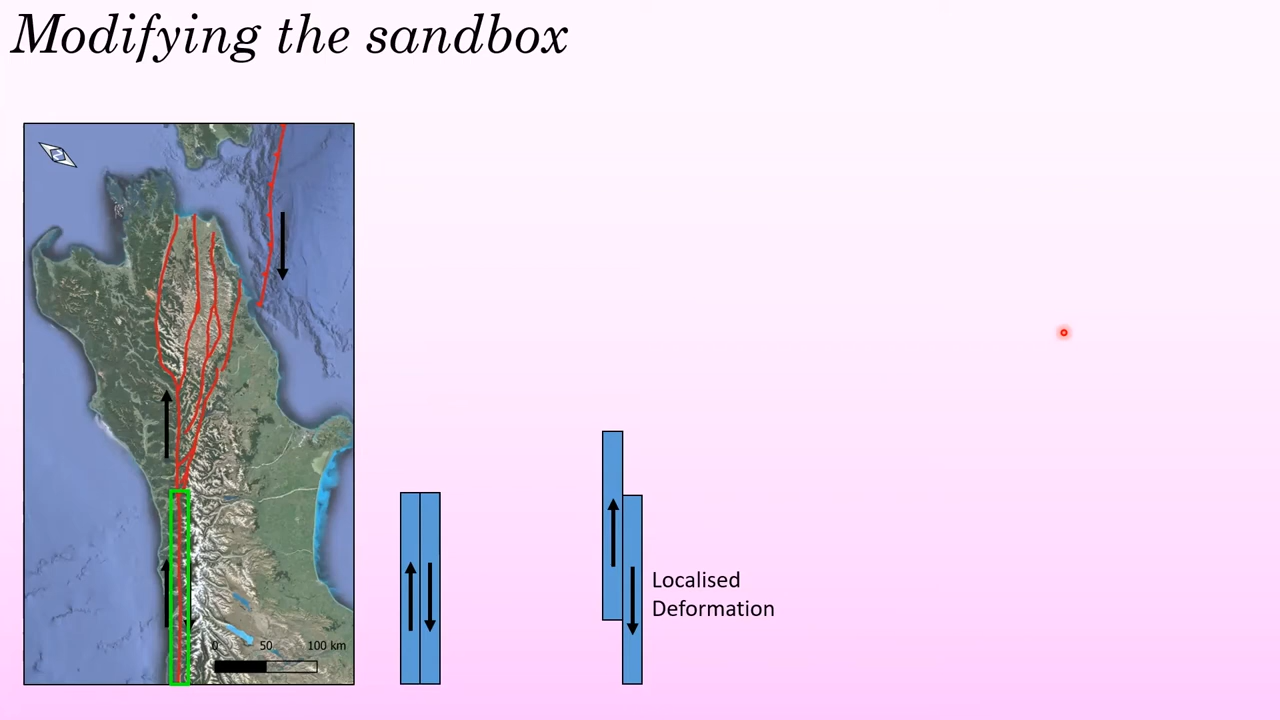 Modifying the sandbox
N
0 50 100 km
Localised
Deformation